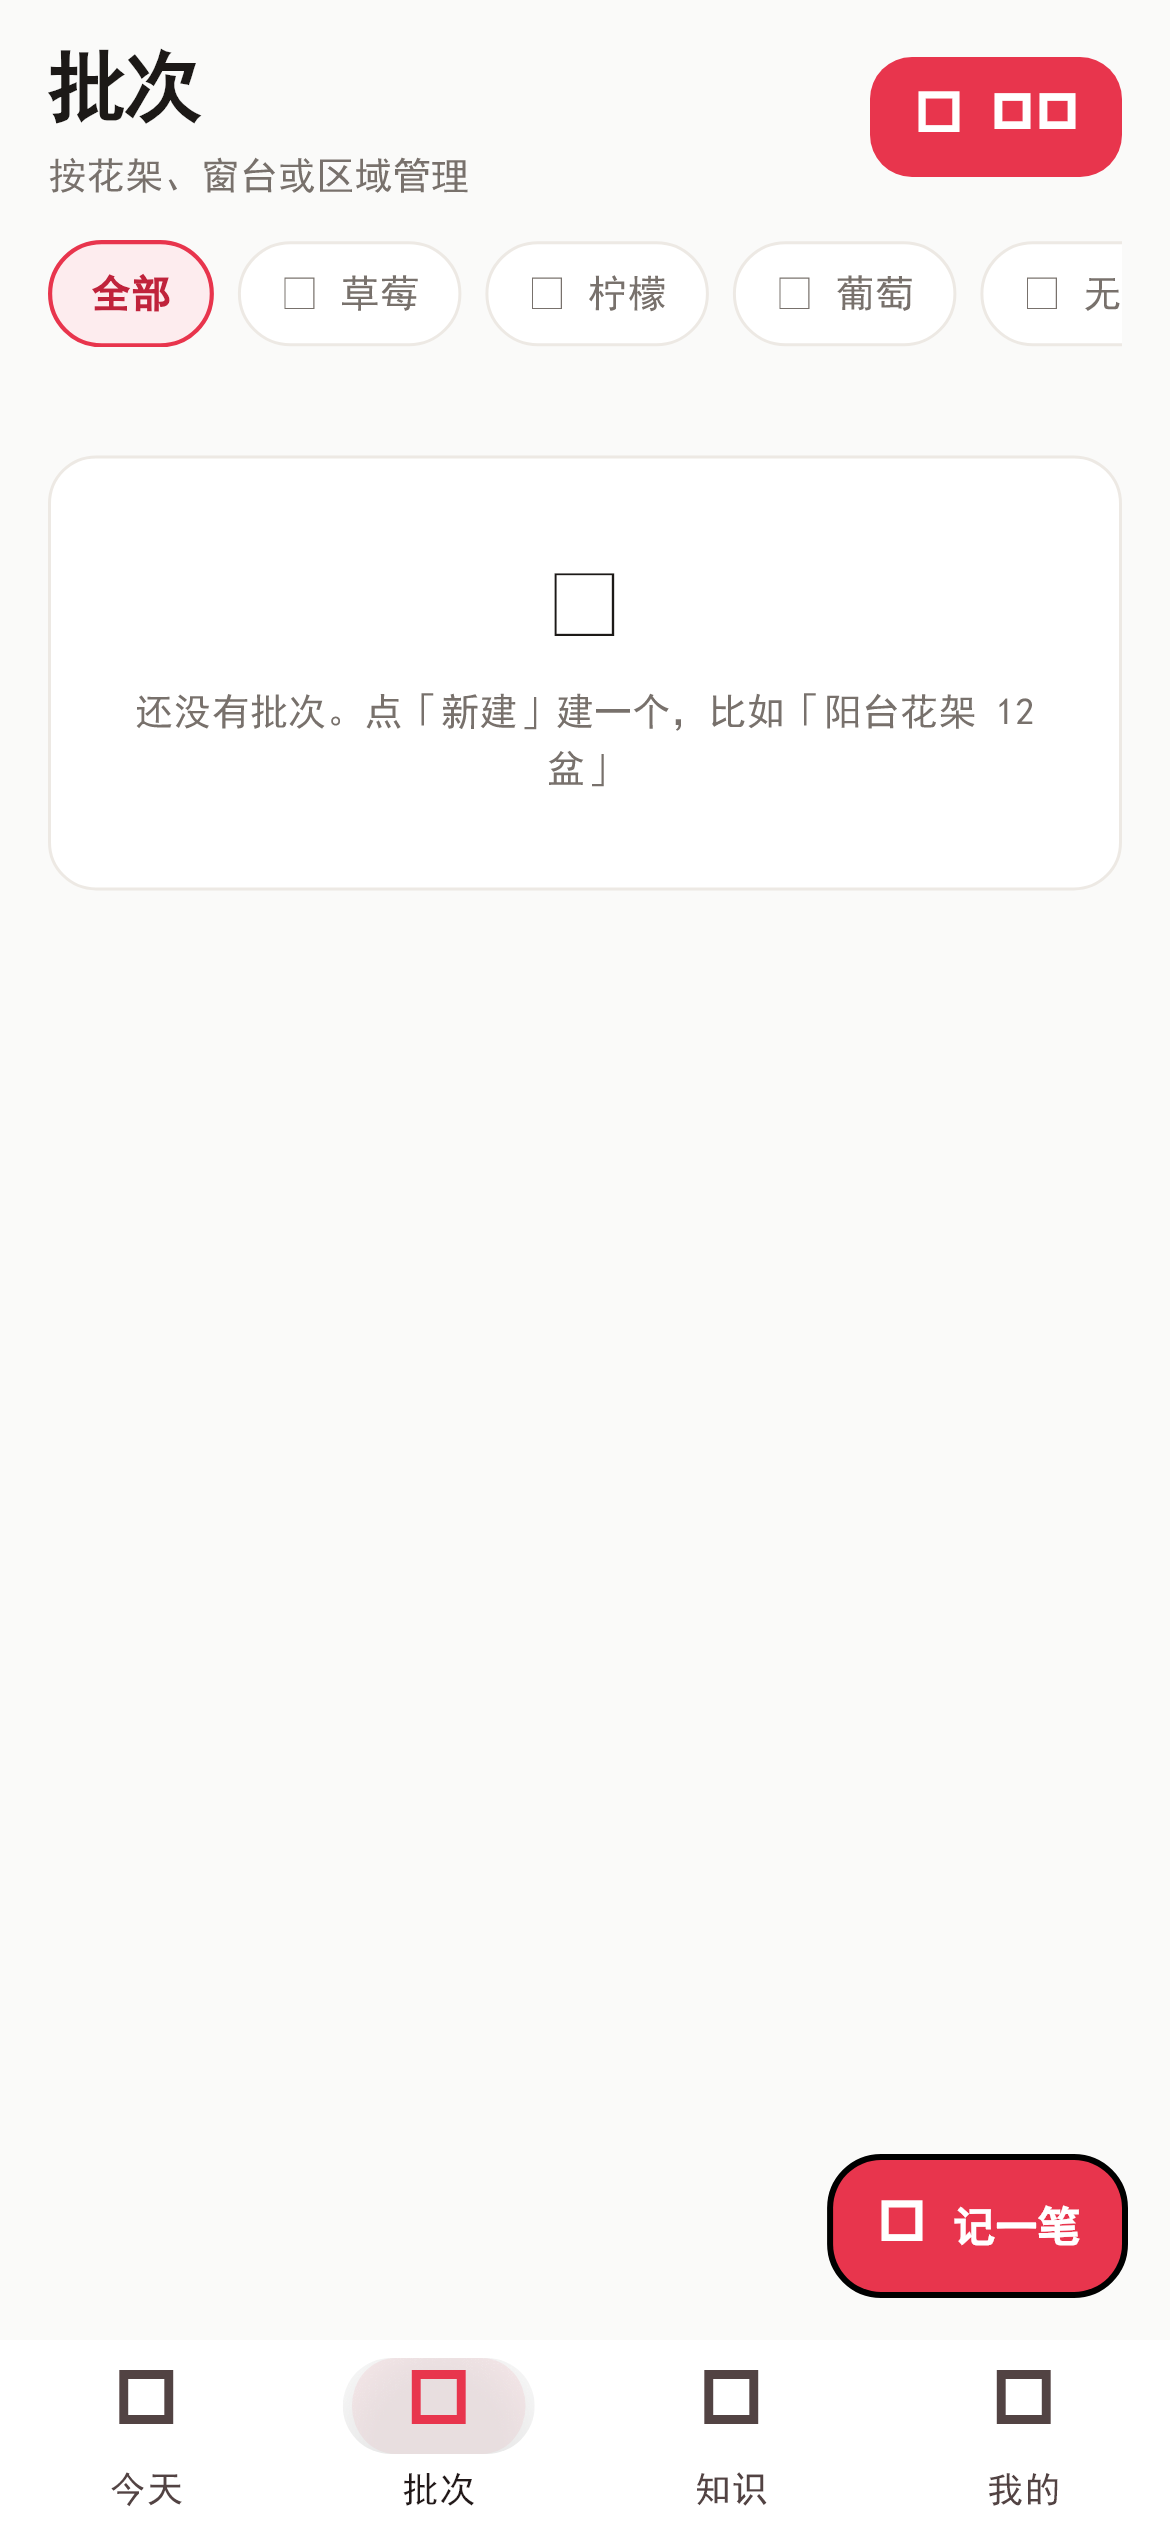 批次
按花架、窗台或区域管理
全部
草莓
柠檬
葡萄
无
还没有批次。点「新建」建一个，比如「阳台花架 12
盆」
记一笔
今天
批次
知识
我的